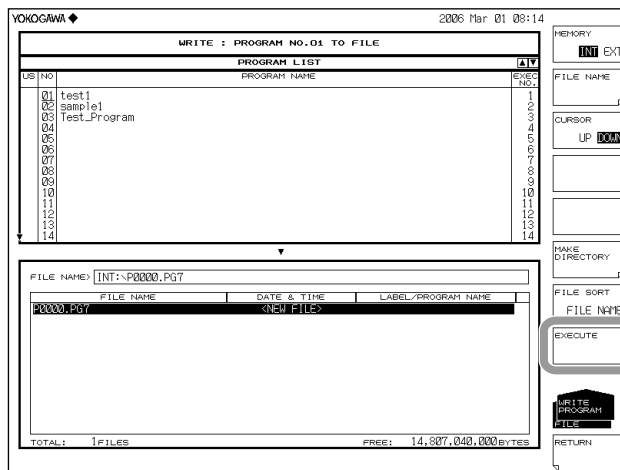 YOKOGAWA ◆ 2006 Mar 01 08:14
WRITE : PROGRAM NO.01 TO FILE
PROGRAM LIST ▲▼
US NO PROGRAM NAME EXEC NO.
01 test1 1
02 sample1 2
03 Test_Program 3
04 4
05 5
06 6
07 7
08 8
09 9
10 10
11 11
12 12
13 13
14 14
▼
FILE NAME> INT:\P0000.PG7
FILE NAME DATE & TIME LABEL/PROGRAM NAME
P0000.PG7 <NEW FILE>
TOTAL: 1FILES FREE: 14,807,040,000BYTES
MEMORY
INT EXT
FILE NAME
CURSOR
UP DOWN
MAKE
DIRECTORY
FILE SORT
FILE NAME
EXECUTE
WRITE
PROGRAM
FILE
RETURN